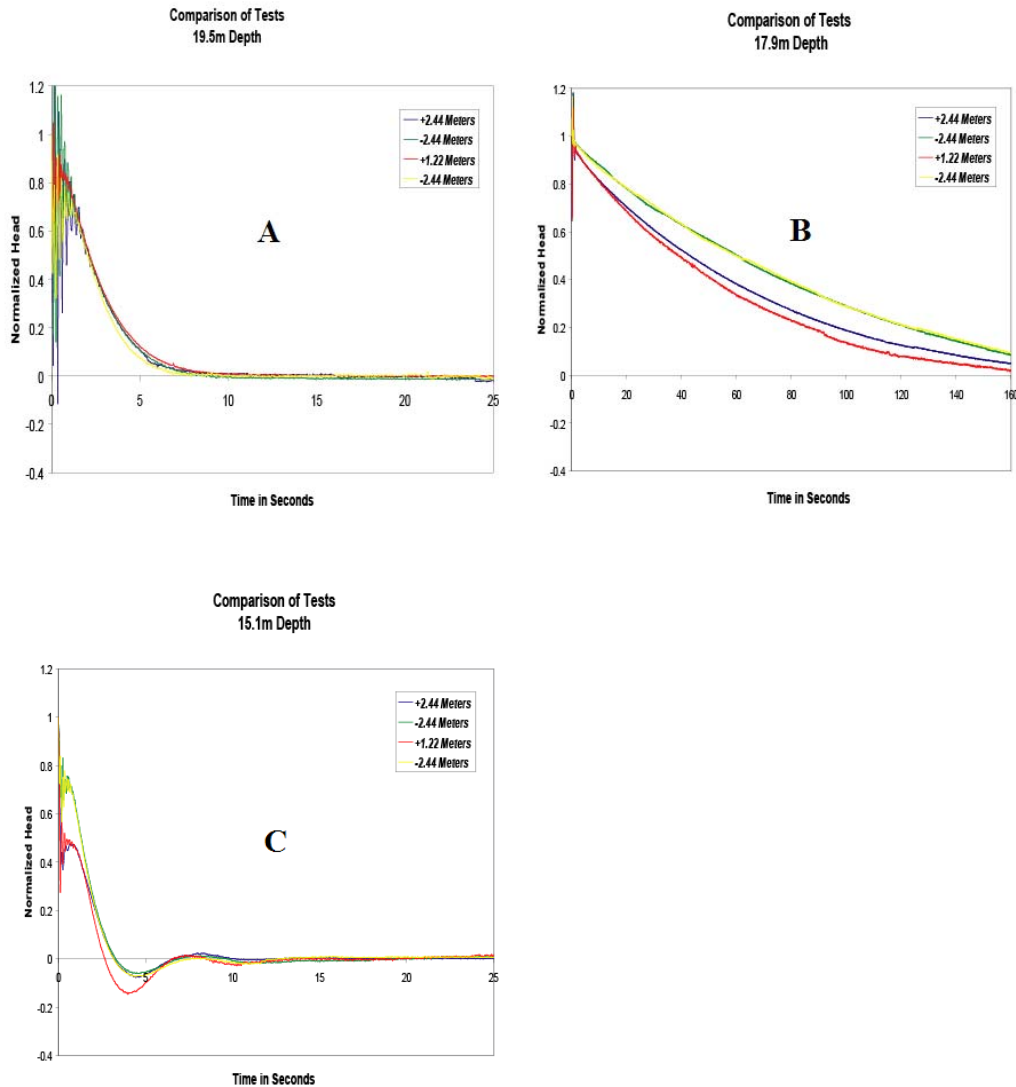 Comparison of Tests
19.5m Depth
1.2
1
0.8
0.6
0.4
0.2
0
-0.2
-0.4
0
5
10
15
20
25
Normalized Head
Time in Seconds
+2.44 Meters
-2.44 Meters
+1.22 Meters
-2.44 Meters
A
Comparison of Tests
17.9m Depth
1.2
1
0.8
0.6
0.4
0.2
0
-0.2
-0.4
0
20
40
60
80
100
120
140
160
Normalized Head
Time in Seconds
+2.44 Meters
-2.44 Meters
+1.22 Meters
-2.44 Meters
B
Comparison of Tests
15.1m Depth
1.2
1
0.8
0.6
0.4
0.2
0
-0.2
-0.4
0
5
10
15
20
25
Normalized Head
Time in Seconds
+2.44 Meters
-2.44 Meters
+1.22 Meters
-2.44 Meters
C